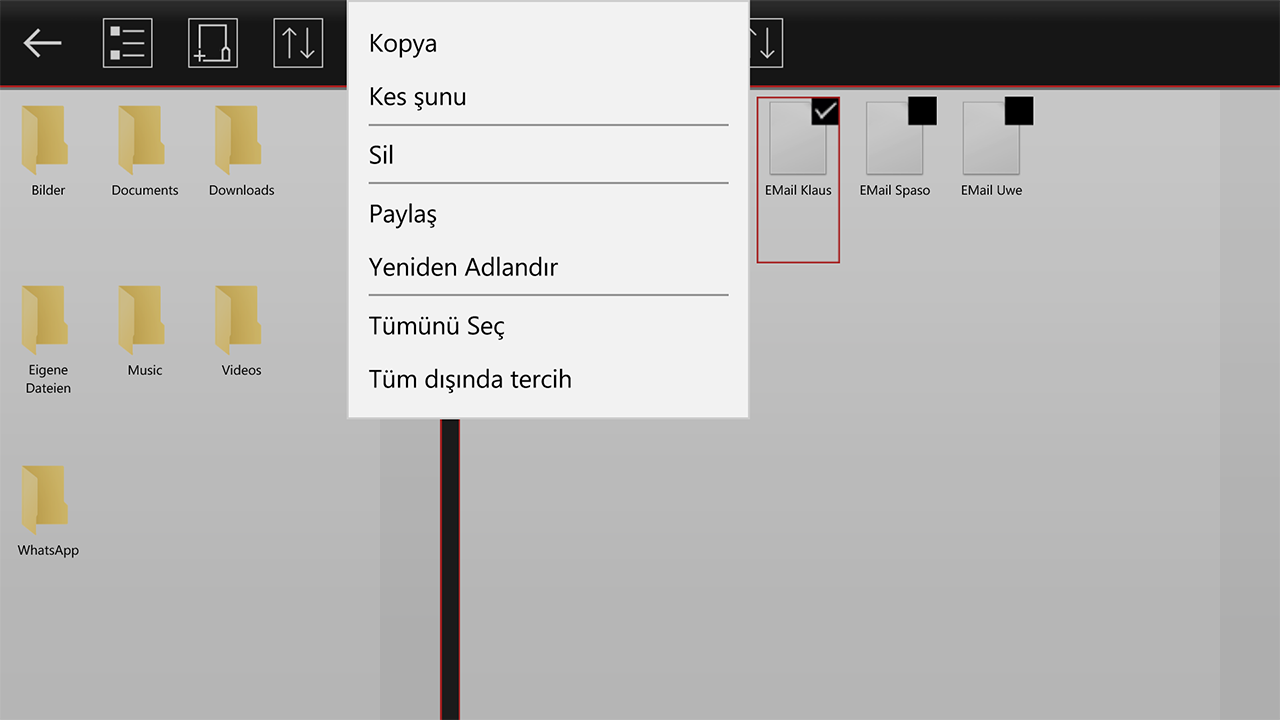 Kopya
Kes şunu
Sil
Paylaş
Yeniden Adlandır
Tümünü Seç
Tüm dışında tercih
Bilder
Documents
Downloads
Eigene
Dateien
Music
Videos
WhatsApp
EMail Klaus
EMail Spaso
EMail Uwe